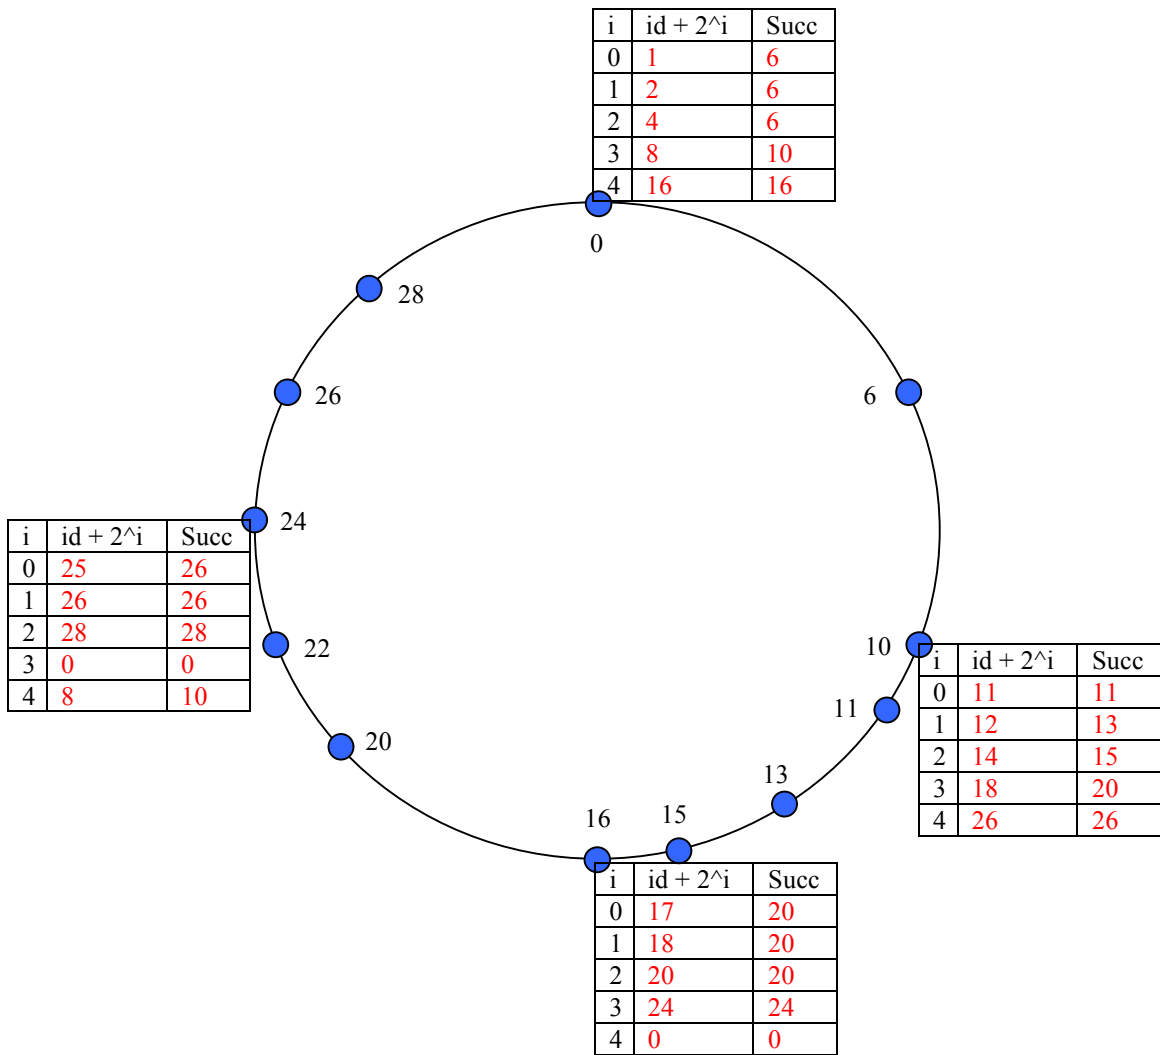 i id + 2^i Succ
0 1 6
1 2 6
2 4 6
3 8 10
4 16 16
0
28
26
6
24
i id + 2^i Succ
0 25 26
1 26 26
2 28 28
3 0 0
4 8 10
22
10
i id + 2^i Succ
0 11 11
1 12 13
2 14 15
3 18 20
4 26 26
11
20
13
16
15
i id + 2^i Succ
0 17 20
1 18 20
2 20 20
3 24 24
4 0 0